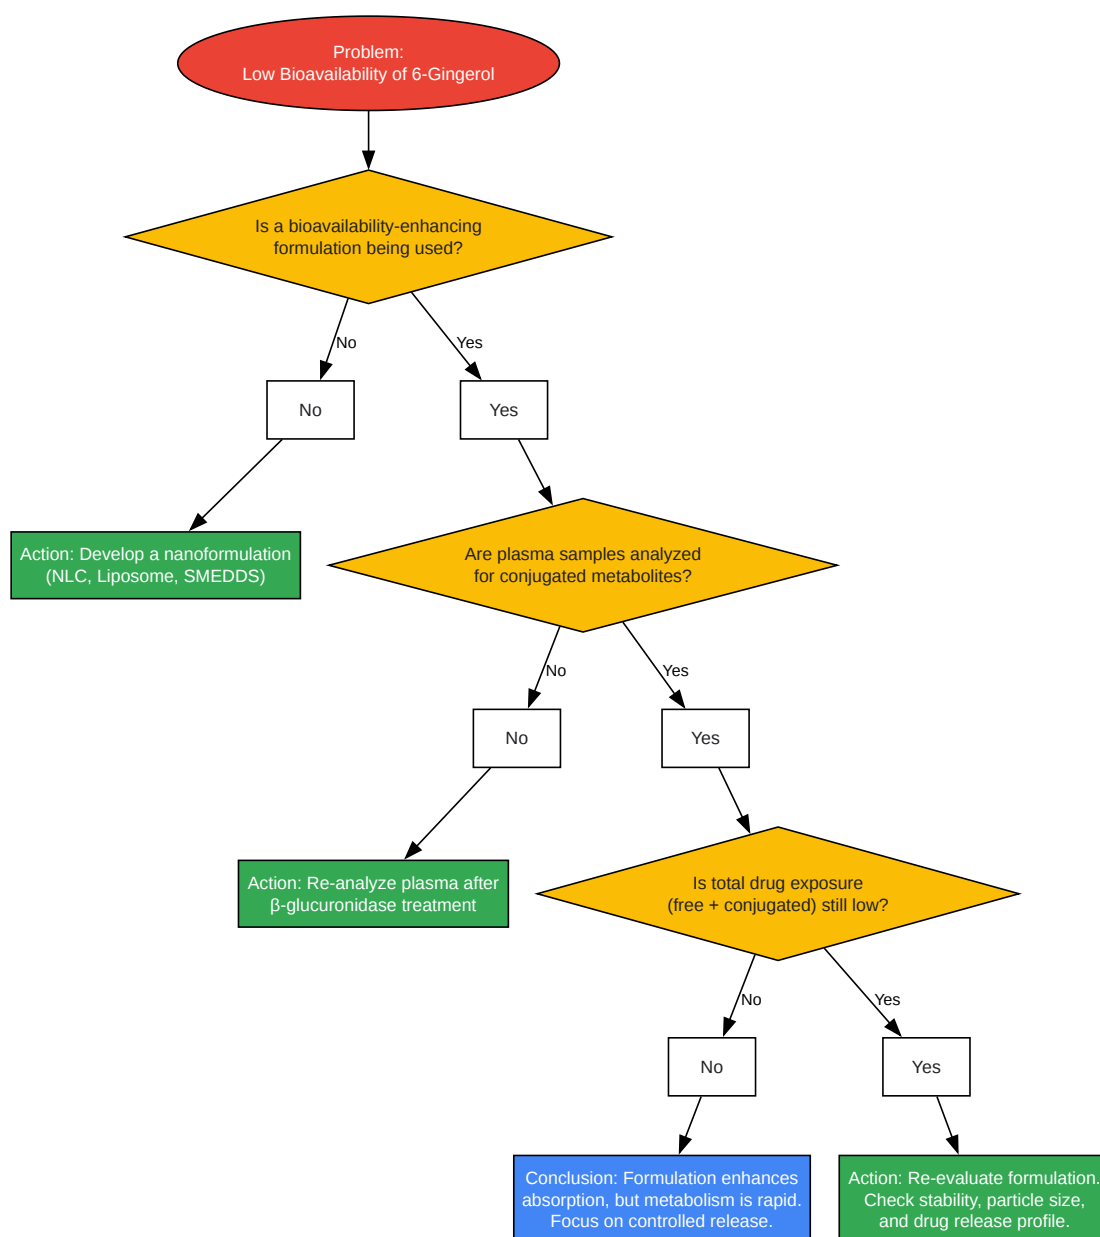 Problem:
Low Bioavailability of 6-Gingerol
Is a bioavailability-enhancing
formulation being used?
No
Yes
No
Yes
Action: Develop a nanoformulation
(NLC, Liposome, SMEDDS)
Are plasma samples analyzed
for conjugated metabolites?
No
Yes
No
Yes
Action: Re-analyze plasma after
β-glucuronidase treatment
Is total drug exposure
(free + conjugated) still low?
No
Yes
No
Yes
Conclusion: Formulation enhances
absorption, but metabolism is rapid.
Focus on controlled release.
Action: Re-evaluate formulation.
Check stability, particle size,
and drug release profile.